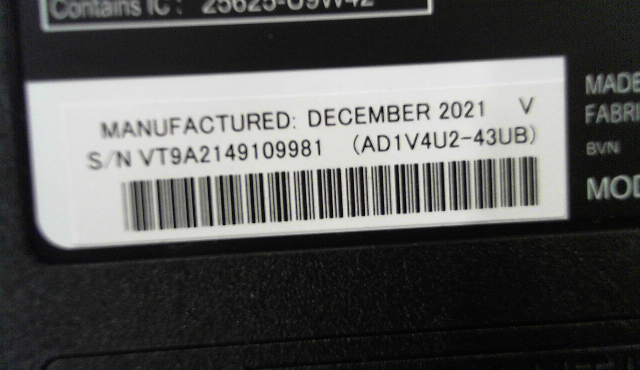 Contains IC: 25625-U9W42
MANUFACTURED: DECEMBER 2021 V
S/N VT9A2149109981 (AD1V4U2-43UB)
MADE
FABRI
BVN
MOD